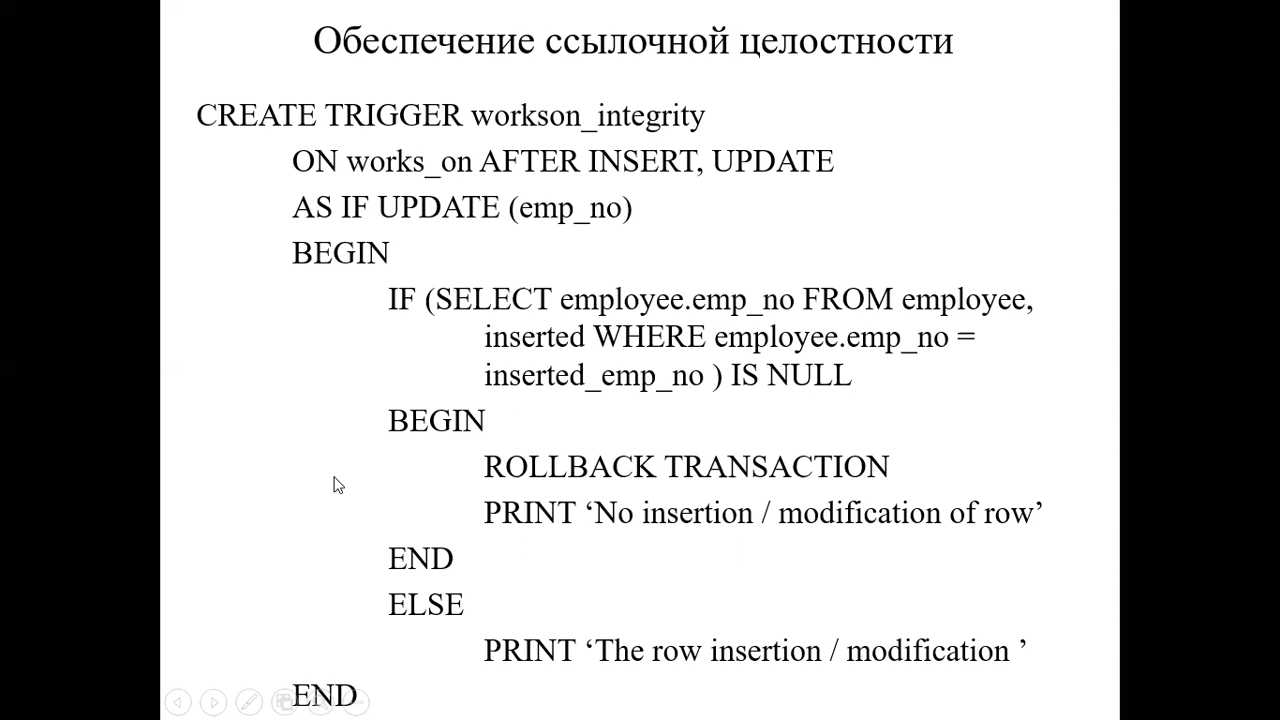 Обеспечение ссылочной целостности
CREATE TRIGGER workson_integrity
ON works_on AFTER INSERT, UPDATE
AS IF UPDATE (emp_no)
BEGIN
IF (SELECT employee.emp_no FROM employee,
inserted WHERE employee.emp_no =
inserted_emp_no ) IS NULL
BEGIN
ROLLBACK TRANSACTION
PRINT ‘No insertion / modification of row’
END
ELSE
PRINT ‘The row insertion / modification ’
END